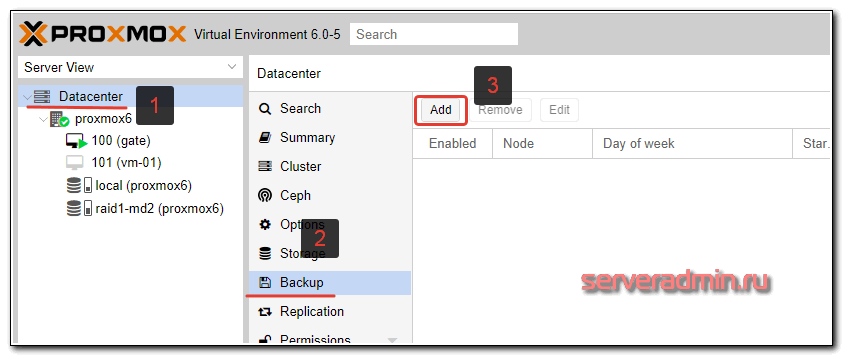 PROXMOX Virtual Environment 6.0-5 Search
Server View
Datacenter
1
proxmox6
100 (gate)
101 (vm-01)
local (proxmox6)
raid1-md2 (proxmox6)
Datacenter
Search
Summary
Cluster
Ceph
Options
2
Storage
Backup
Replication
Permissions
3
Add Remove Edit
Enabled Node Day of week Star...
serveradmin.ru